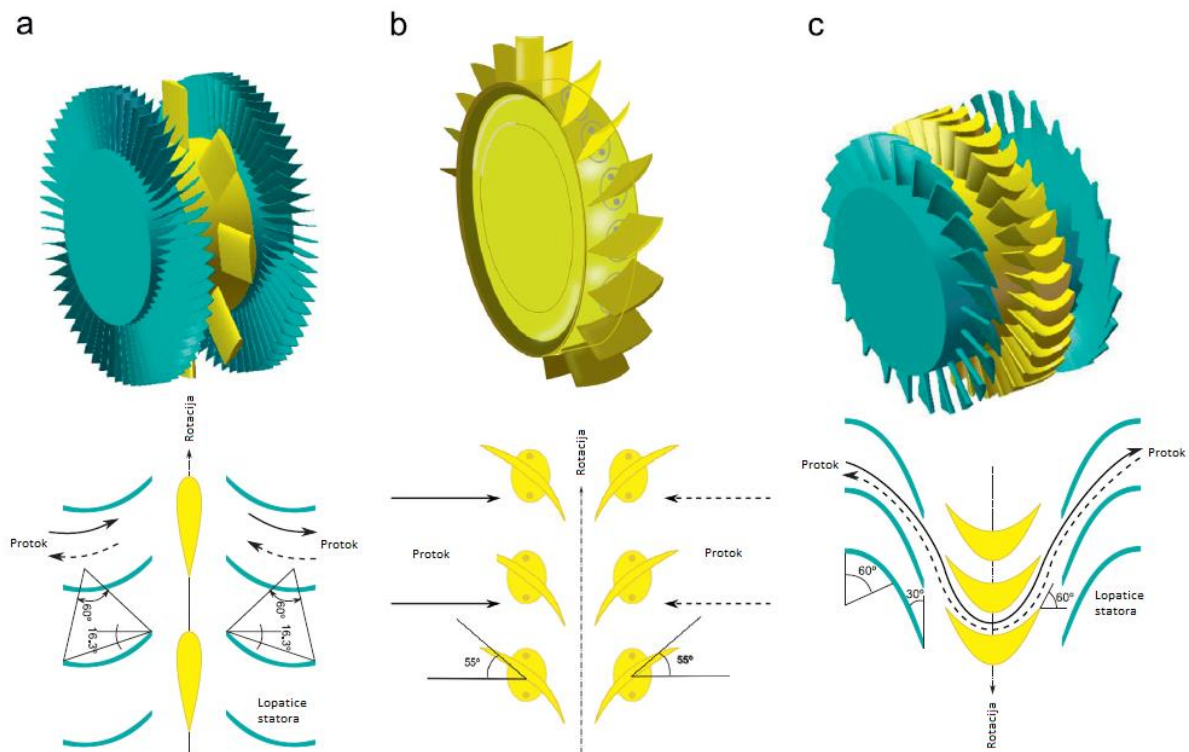 a
b
c
Rotacija
Protok
Protok
60°
60°
16.3°
16.3°
Lopatice
statora
Rotacija
Protok
Protok
55°
55°
Protok
Protok
60°
30°
60°
Lopatice
statora
Rotacija